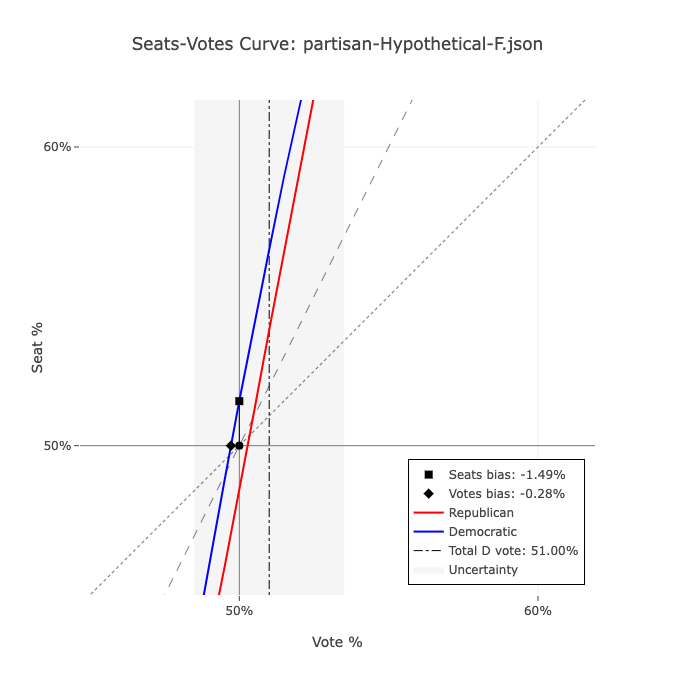 Seats-Votes Curve: partisan-Hypothetical-F.json
60%
50%
Seat %
Seats bias: -1.49%
Votes bias: -0.28%
Republican
Democratic
Total D vote: 51.00%
Uncertainty
50%
60%
Vote %